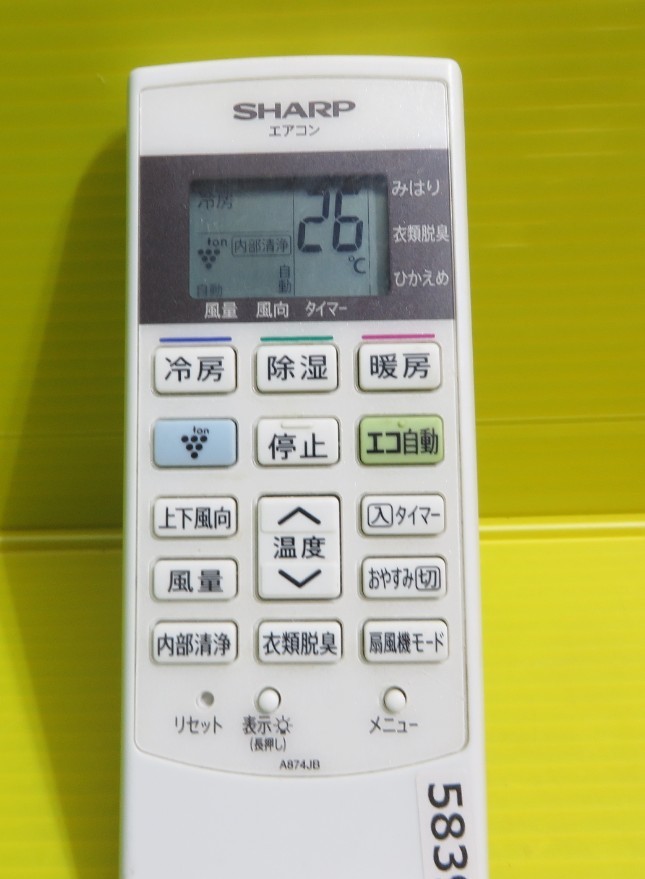 SHARP
エアコン
冷房
26
℃
ton
内部清浄
自動
自動
みはり
衣類脱臭
ひかえめ
風量 風向 タイマー
冷房 除湿 暖房
ton
停止 エコ自動
上下風向 温度 入タイマー
風量 おやすみ切
内部清浄 衣類脱臭 扇風機モード
リセット 表示 メニュー
(長押し)
A874JB